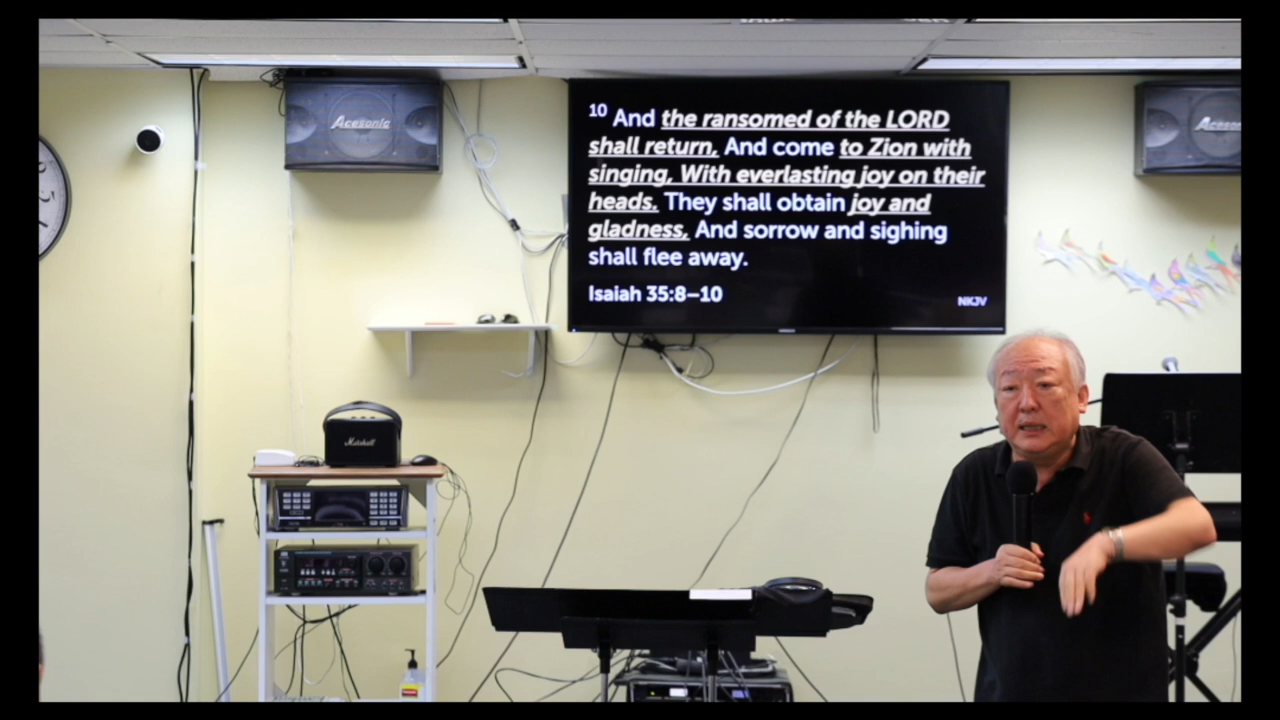 Acesonic
10 And the ransomed of the LORD
shall return, And come to Zion with
singing, With everlasting joy on their
heads. They shall obtain joy and
gladness, And sorrow and sighing
shall flee away.
Isaiah 35:8–10
NKJV
Marshall